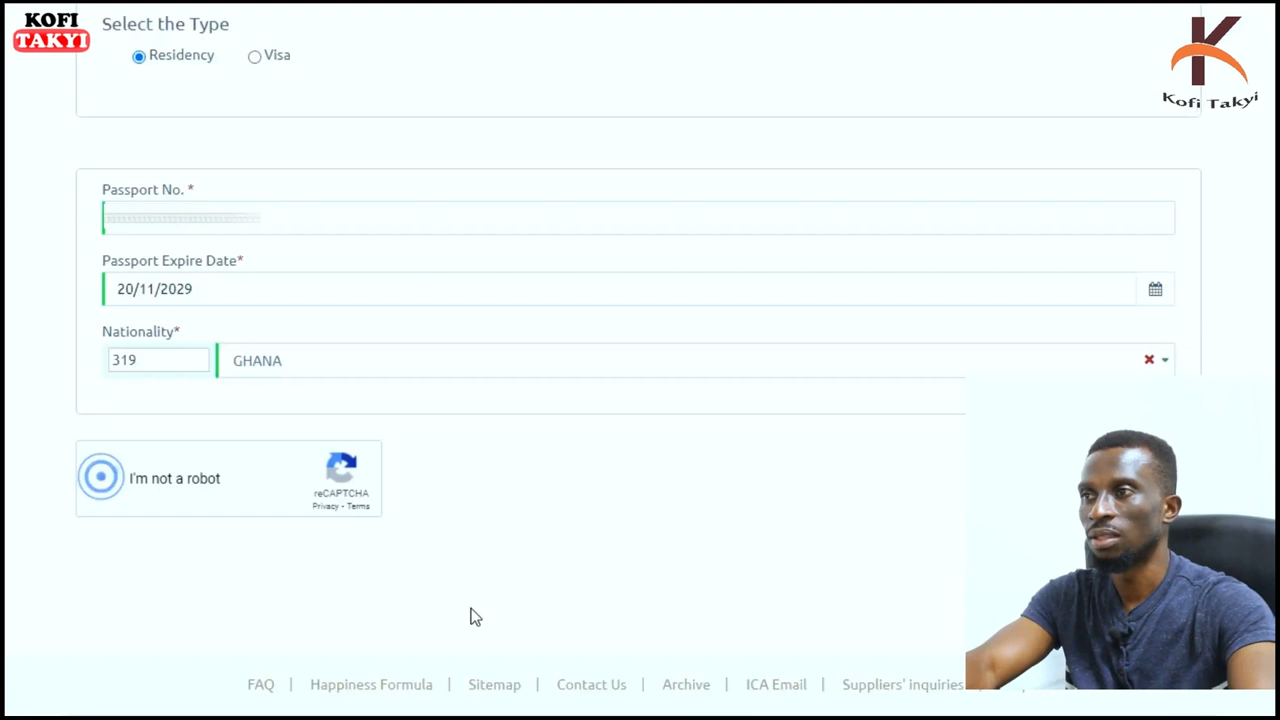 KOFI
TAKYI
Select the Type
Residency
Visa
Kofi Takyi
Passport No. *
Passport Expire Date*
20/11/2029
Nationality*
319
GHANA
I'm not a robot
reCAPTCHA
Privacy - Terms
FAQ | Happiness Formula | Sitemap | Contact Us | Archive | ICA Email | Suppliers' inquiries